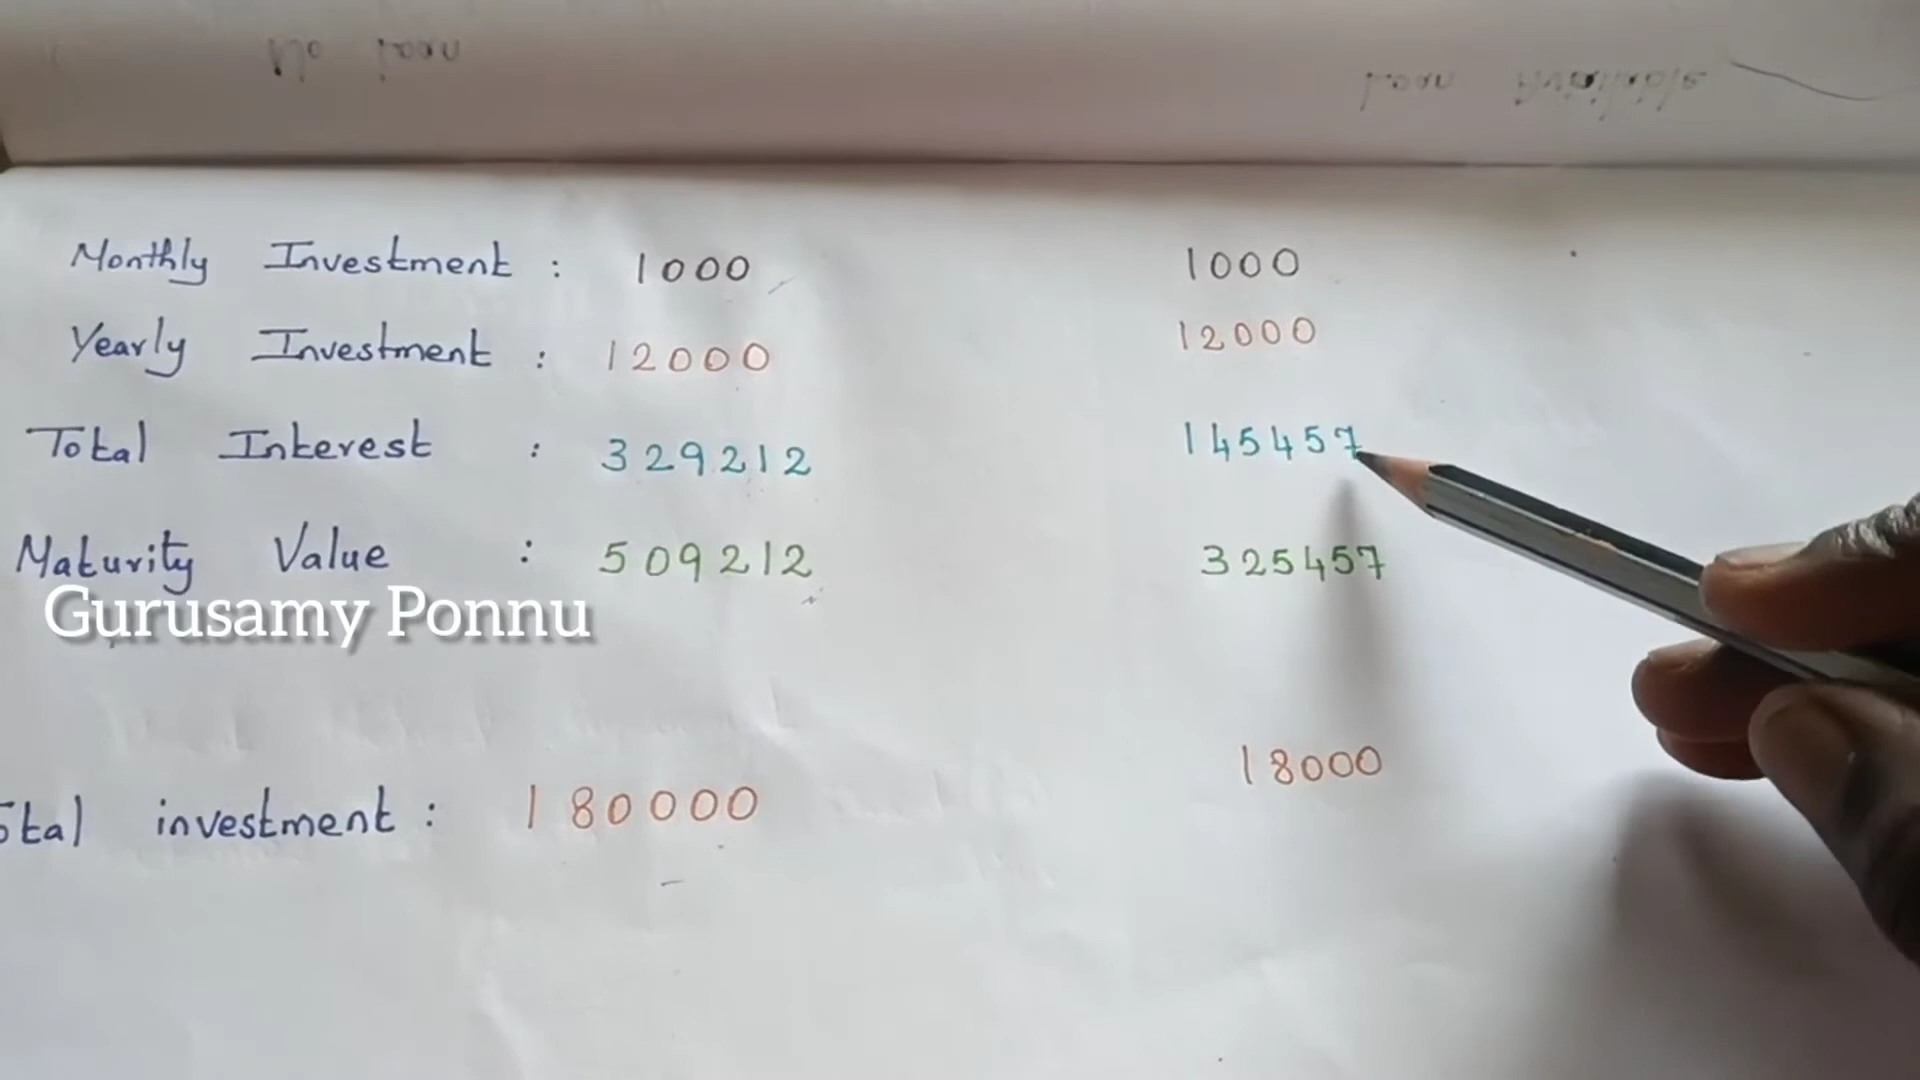 Monthly Investment : 1000 1000
Yearly Investment : 12000 12000
Total Interest : 329212 145457
Maturity Value : 509212 325457
Gurusamy Ponnu
otal investment : 180000 18000